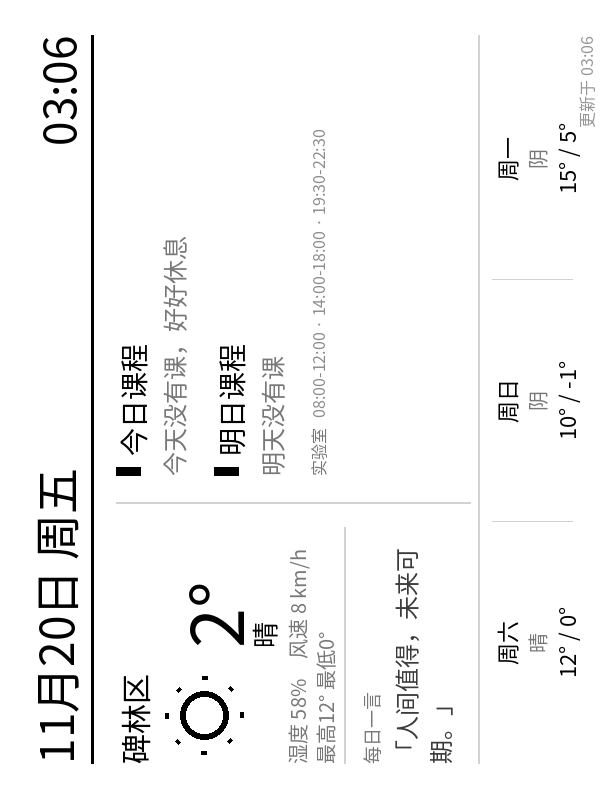 11月20日 周五
03:06
碑林区
2°
晴
湿度 58%　风速 8 km/h
最高12° 最低0°
每日一言
「人间值得，未来可
期。」
今日课程
今天没有课，好好休息
明日课程
明天没有课
实验室 08:00-12:00 · 14:00-18:00 · 19:30-22:30
周六
晴
12° / 0°
周日
阴
10° / -1°
周一
阴
15° / 5°
更新于 03:06